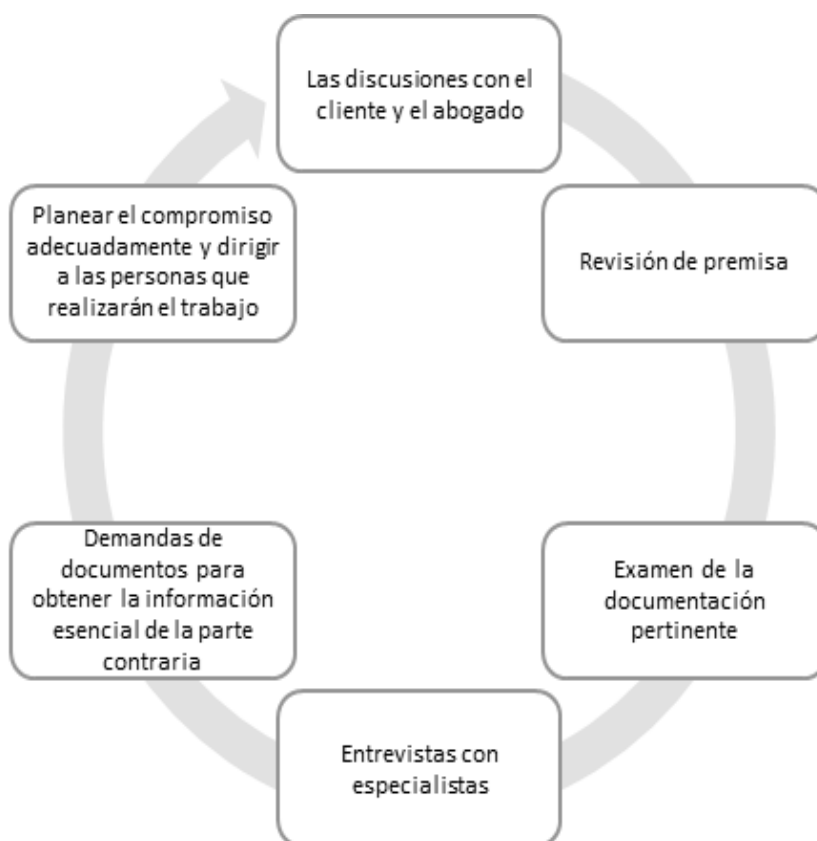 Las discusiones con el
cliente y el abogado
Revisión de premisa
Examen de la
documentación
pertinente
Entrevistas con
especialistas
Demandas de
documentos para
obtener la información
esencial de la parte
contraria
Planear el compromiso
adecuadamente y dirigir
a las personas que
realizarán el trabajo